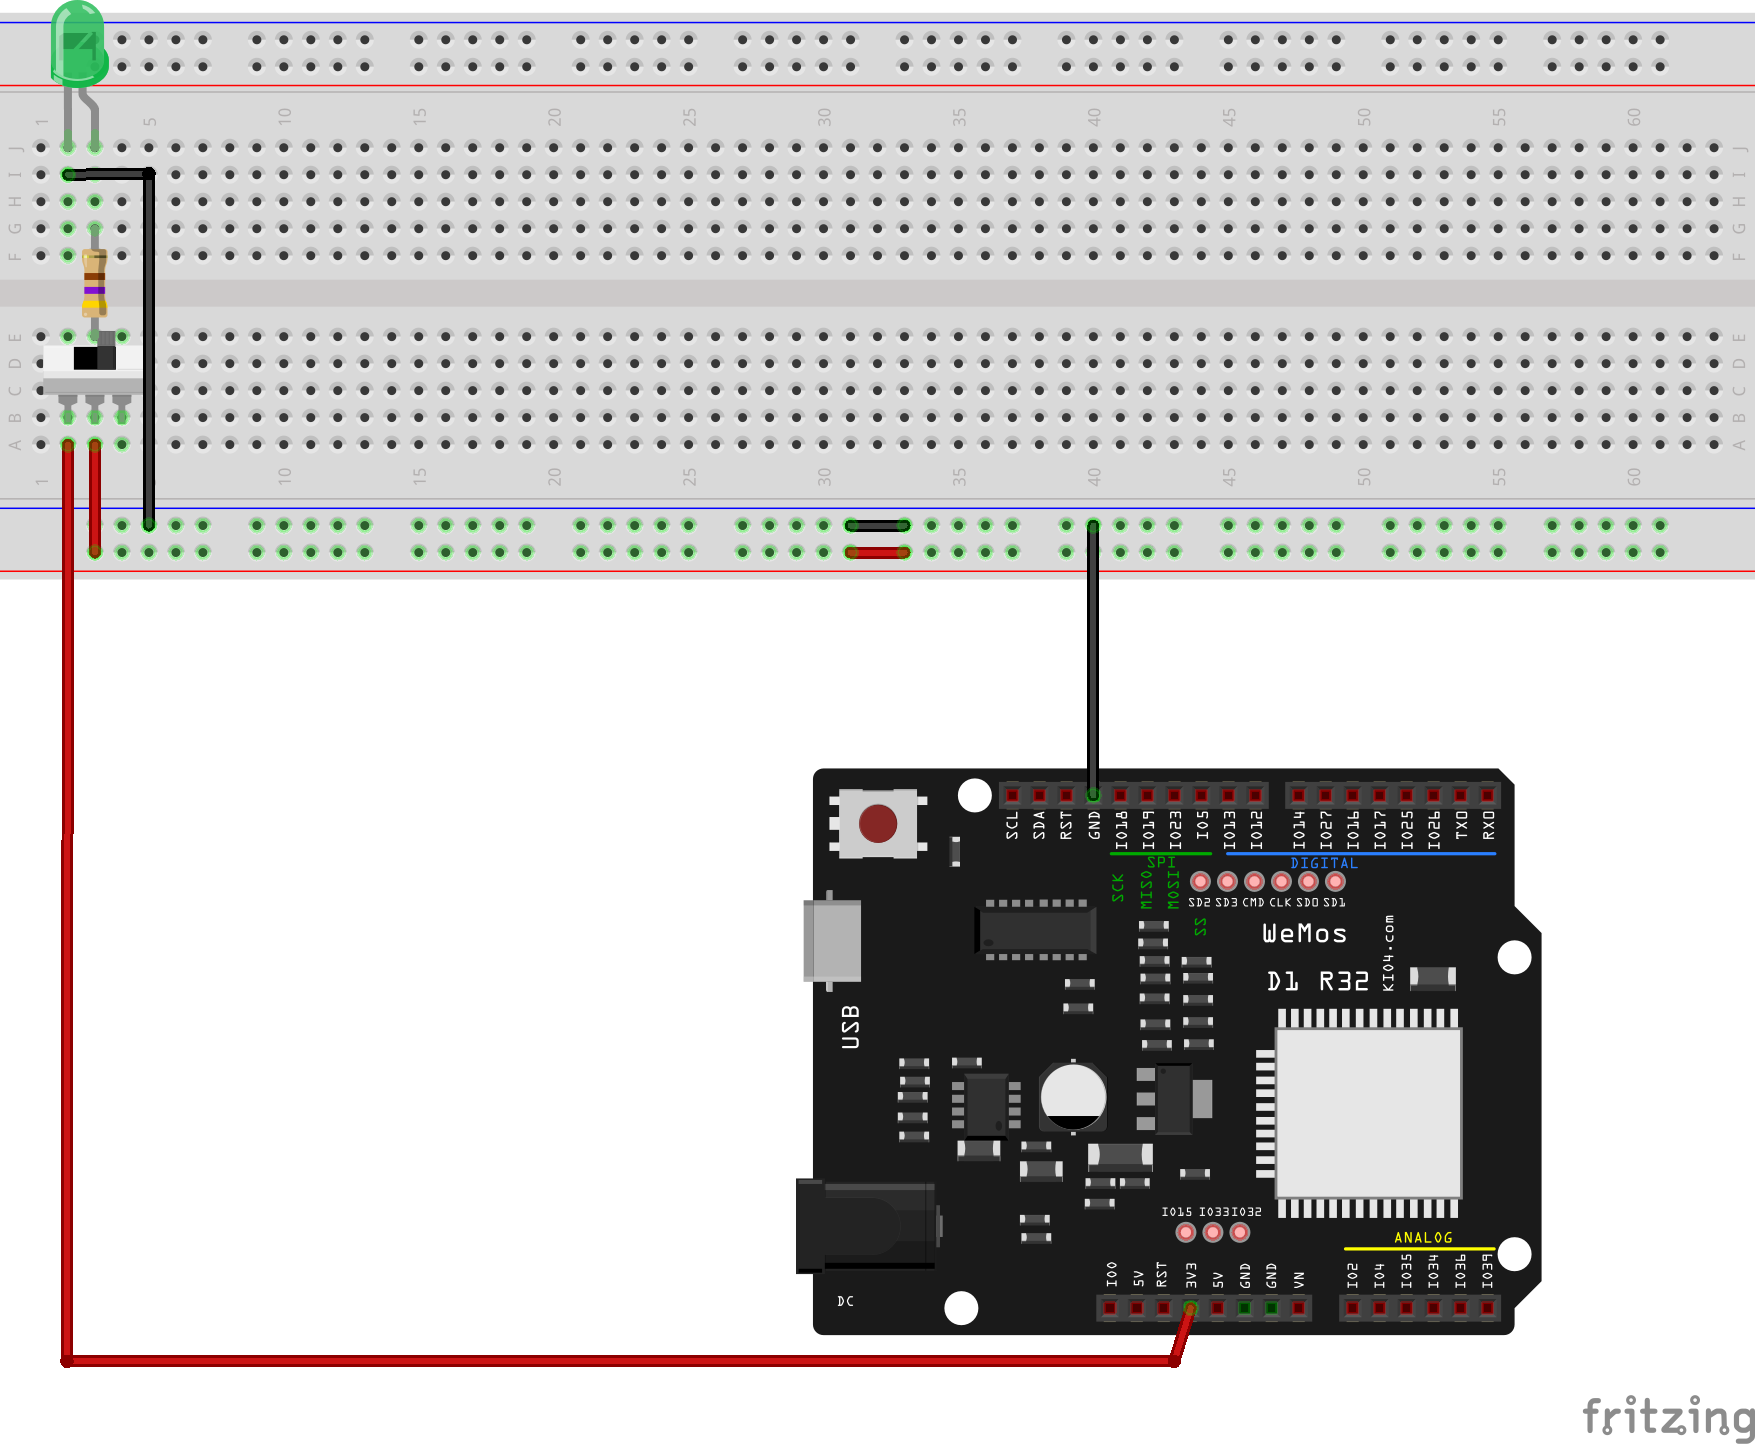 1 5 10 15 20 25 30 35 40 45 50 55 60
J J
I I
H H
G G
F F
E E
D D
C C
B B
A A
1 10 15 20 25 30 35 40 45 50 55 60
SCL SDA RST GND IO18 IO19 IO23 IO5 IO13 IO12 IO14 IO27 IO16 IO17 IO25 IO26 TXD RXD
SPI DIGITAL
SCK MISO MOSI SS
SD2 SD3 CMD CLK SD0 SD1
WeMos
D1 R32
KIO4.com
USB
IO15 IO33 IO32
ANALOG
IO0 5V RST 3V3 5V GND GND VN IO2 IO4 IO35 IO34 IO36 IO39
DC
fritzing